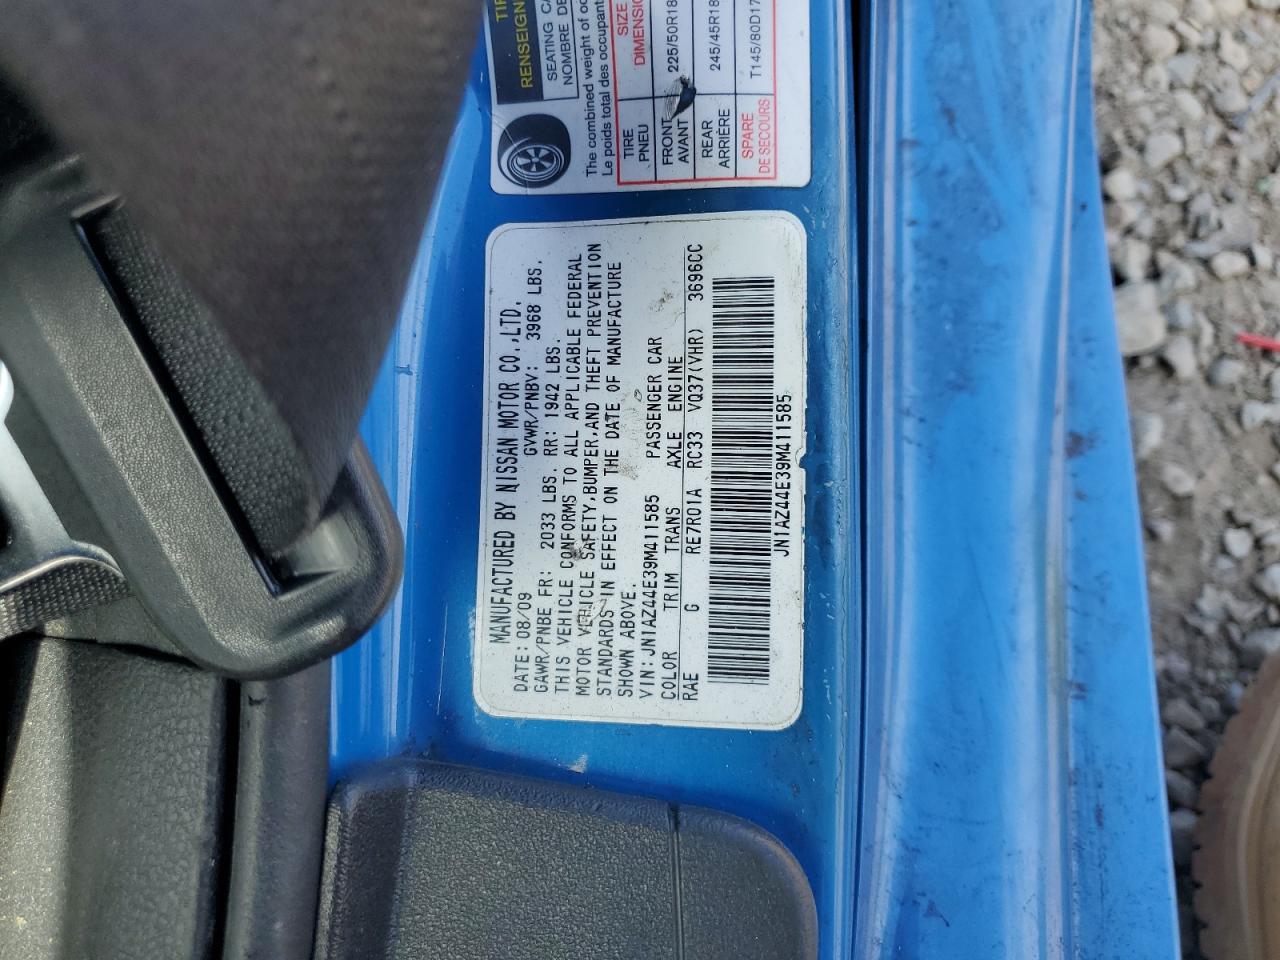 MANUFACTURED BY NISSAN MOTOR CO.,LTD.
DATE: 08/09 GVWR/PNBV: 3968 LBS.
GAWR/PNBE FR: 2033 LBS. RR: 1942 LBS.
THIS VEHICLE CONFORMS TO ALL APPLICABLE FEDERAL
MOTOR VEHICLE SAFETY,BUMPER,AND THEFT PREVENTION
STANDARDS IN EFFECT ON THE DATE OF MANUFACTURE
SHOWN ABOVE.
VIN: JN1AZ44E39M411585 PASSENGER CAR
COLOR TRIM TRANS AXLE ENGINE
RAE G RE7R01A RC33 VQ37(VHR) 3696CC
JN1AZ44E39M411585
RENSEIGN
SEATING CA
NOMBRE DE
The combined weight of oc
Le poids total des occupant
TIRE SIZE
PNEU DIMENSIO
FRONT 225/50R18
AVANT
REAR 245/45R18
ARRIÈRE
SPARE T145/80D17
DE SECOURS